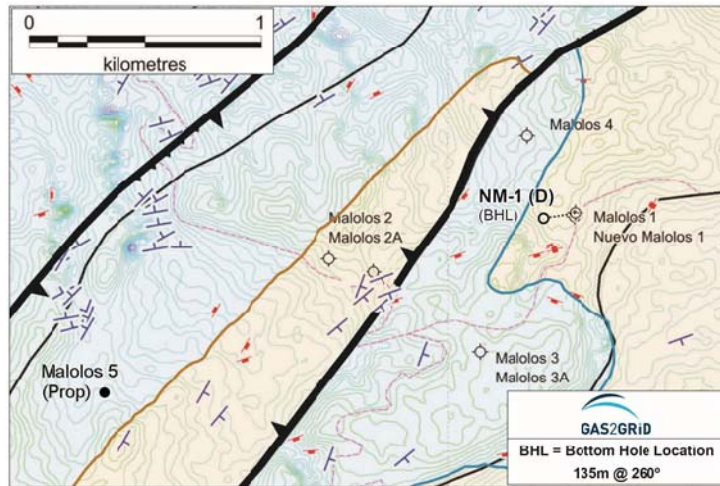 0
1
kilometres
Malolos 4
NM-1 (D)
(BHL)
Malolos 1
Nuevo Malolos 1
Malolos 2
Malolos 2A
Malolos 3
Malolos 3A
Malolos 5
(Prop)
GAS2GRiD
BHL = Bottom Hole Location
135m @ 260º